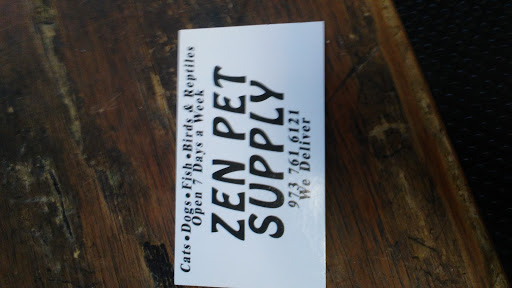 Cats•Dogs•Fish•Birds & Reptiles
Open 7 Days a Week
ZEN PET
SUPPLY
973 761 6121
We Deliver